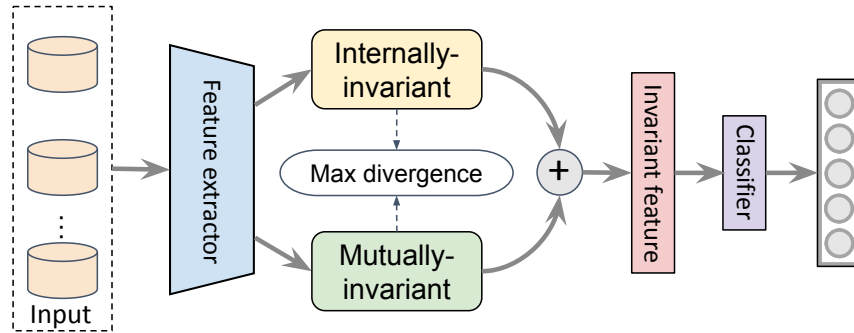 Input
Feature extractor
Internally-
invariant
Max divergence
Mutually-
invariant
+
Invariant feature
Classifier